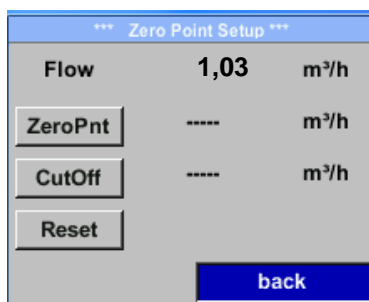 *** Zero Point Setup ***
Flow 1,03 m³/h
ZeroPnt ----- m³/h
CutOff ----- m³/h
Reset
back